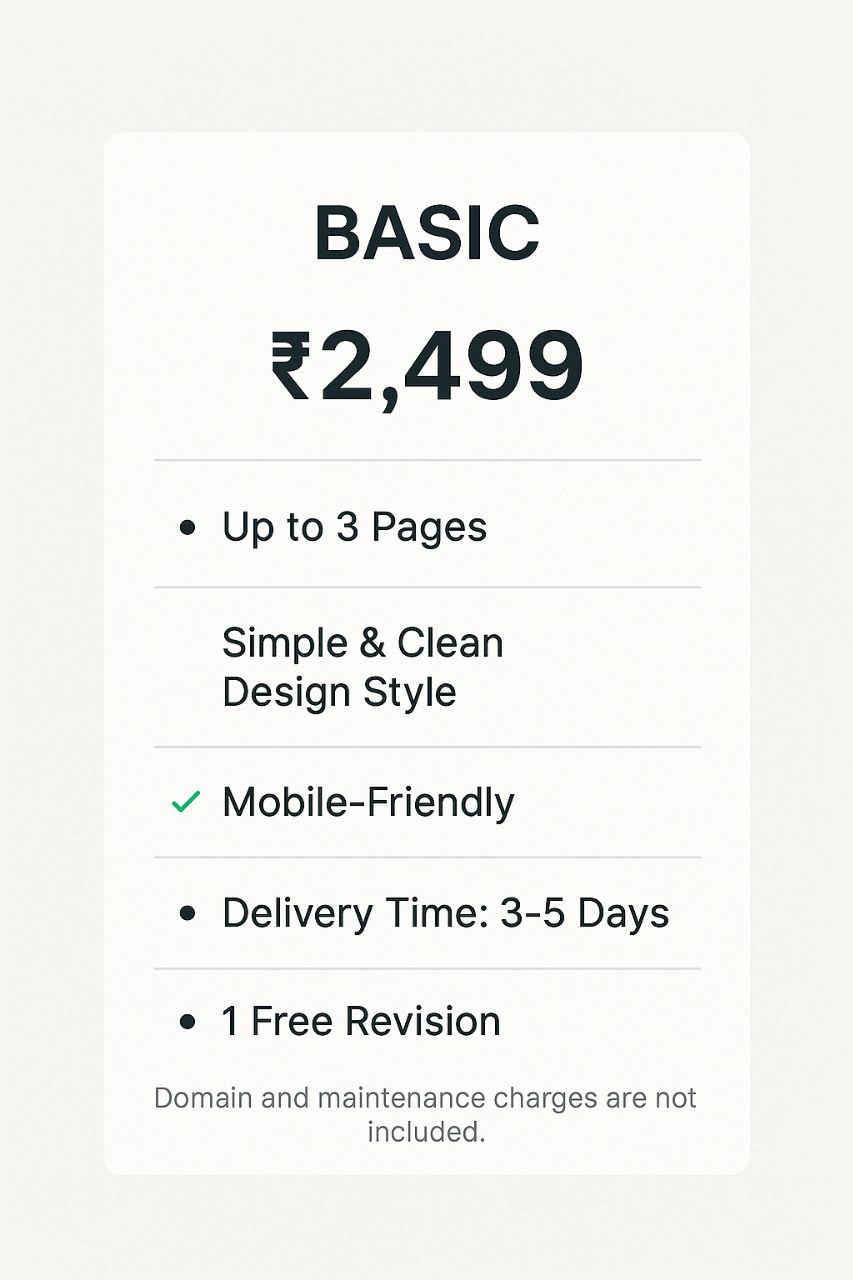 BASIC
₹2,499
• Up to 3 Pages
Simple & Clean
Design Style
✓ Mobile-Friendly
• Delivery Time: 3-5 Days
• 1 Free Revision
Domain and maintenance charges are not
included.